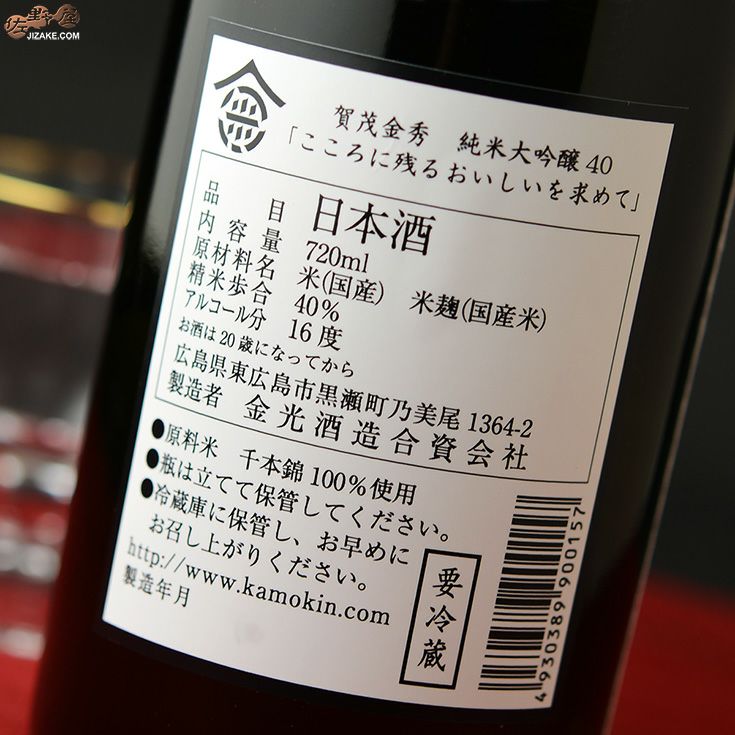 佐野屋
JIZAKE.COM
賀茂金秀 純米大吟醸40
「こころに残るおいしいを求めて」
品目 日本酒
内容量 720ml
原材料名 米(国産) 米麹(国産米)
精米歩合 40%
アルコール分 16度
お酒は20歳になってから
広島県東広島市黒瀬町乃美尾1364-2
製造者 金光酒造合資会社
●原料米 千本錦100%使用
●瓶は立てて保管してください。
●冷蔵庫に保管し、お早めに
お召し上がりください。
http://www.kamokin.com
製造年月
要冷蔵
4930389900157